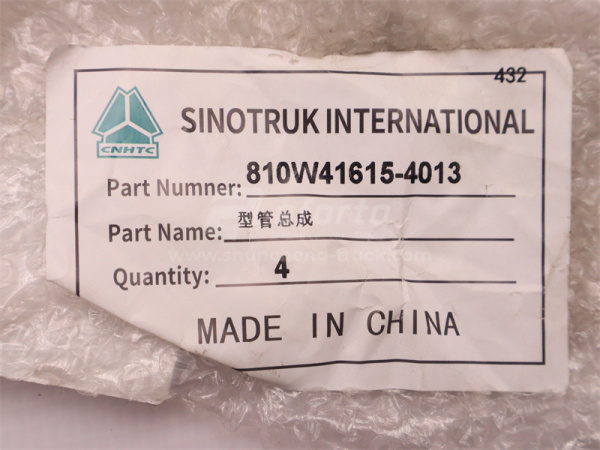 432
CNHTC
SINOTRUK INTERNATIONAL
Part Numner: 810W41615-4013
Part Name: 型管总成
Quantity: 4
MADE IN CHINA